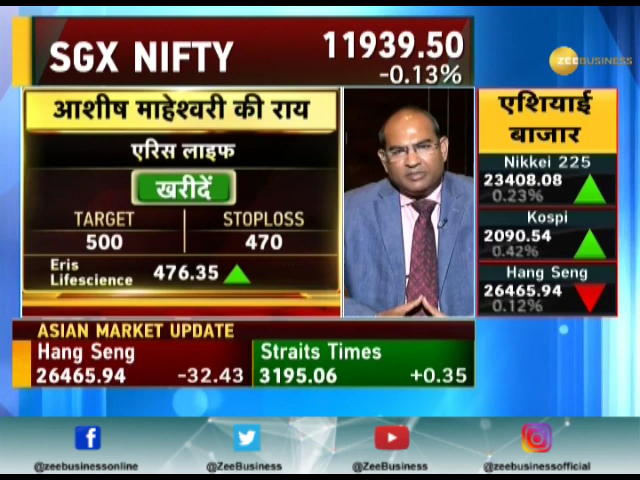 SGX NIFTY
11939.50
-0.13%
ZEEBUSINESS
आशीष माहेश्वरी की राय
एरिस लाइफ
खरीदें
TARGET
500
STOPLOSS
470
Eris
Lifescience
476.35
एशियाई
बाजार
Nikkei 225
23408.08
0.23%
Kospi
2090.54
0.42%
Hang Seng
26465.94
0.12%
ASIAN MARKET UPDATE
Hang Seng
26465.94
-32.43
Straits Times
3195.06
+0.35
@zeebusinessonline
@ZeeBusiness
@ZeeBusiness
@zeebusinessofficial